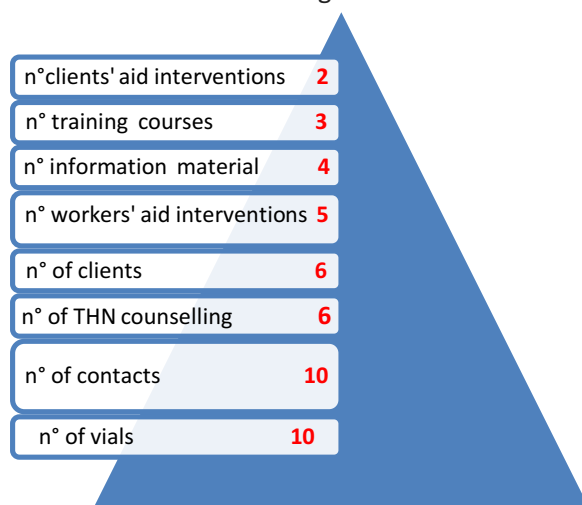 n°clients' aid interventions 2
n° training courses 3
n° information material 4
n° workers' aid interventions 5
n° of clients 6
n° of THN counselling 6
n° of contacts 10
n° of vials 10